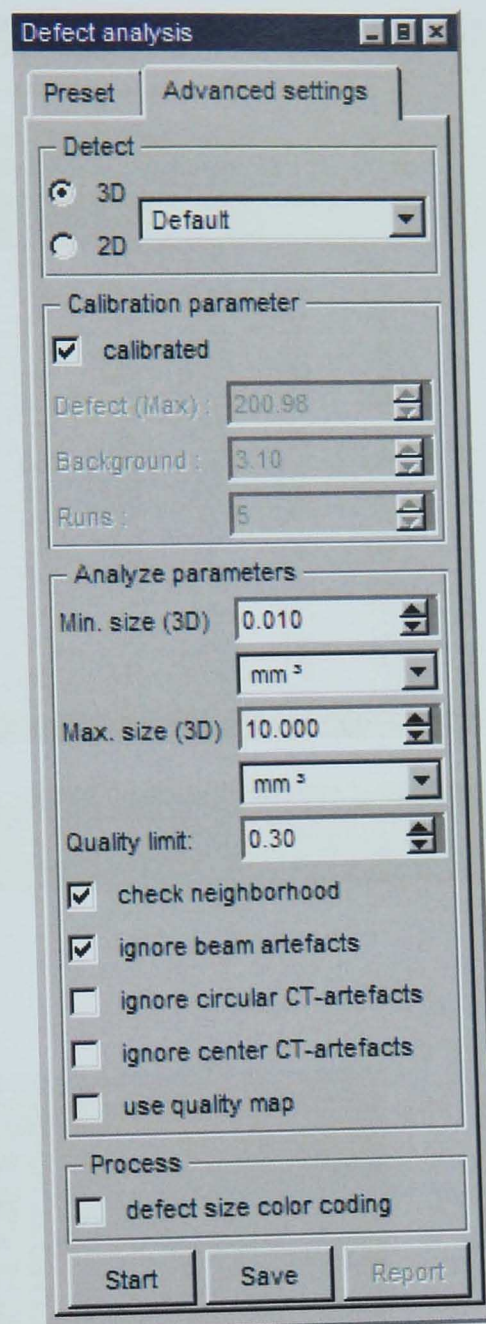 Defect analysis
Preset
Advanced settings
Detect
3D
Default
2D
Calibration parameter
calibrated
Defect (Max) : 200.98
Background : 3.10
Runs : 5
Analyze parameters
Min. size (3D) 0.010
mm ³
Max. size (3D) 10.000
mm ³
Quality limit: 0.30
check neighborhood
ignore beam artefacts
ignore circular CT-artefacts
ignore center CT-artefacts
use quality map
Process
defect size color coding
Start Save Report